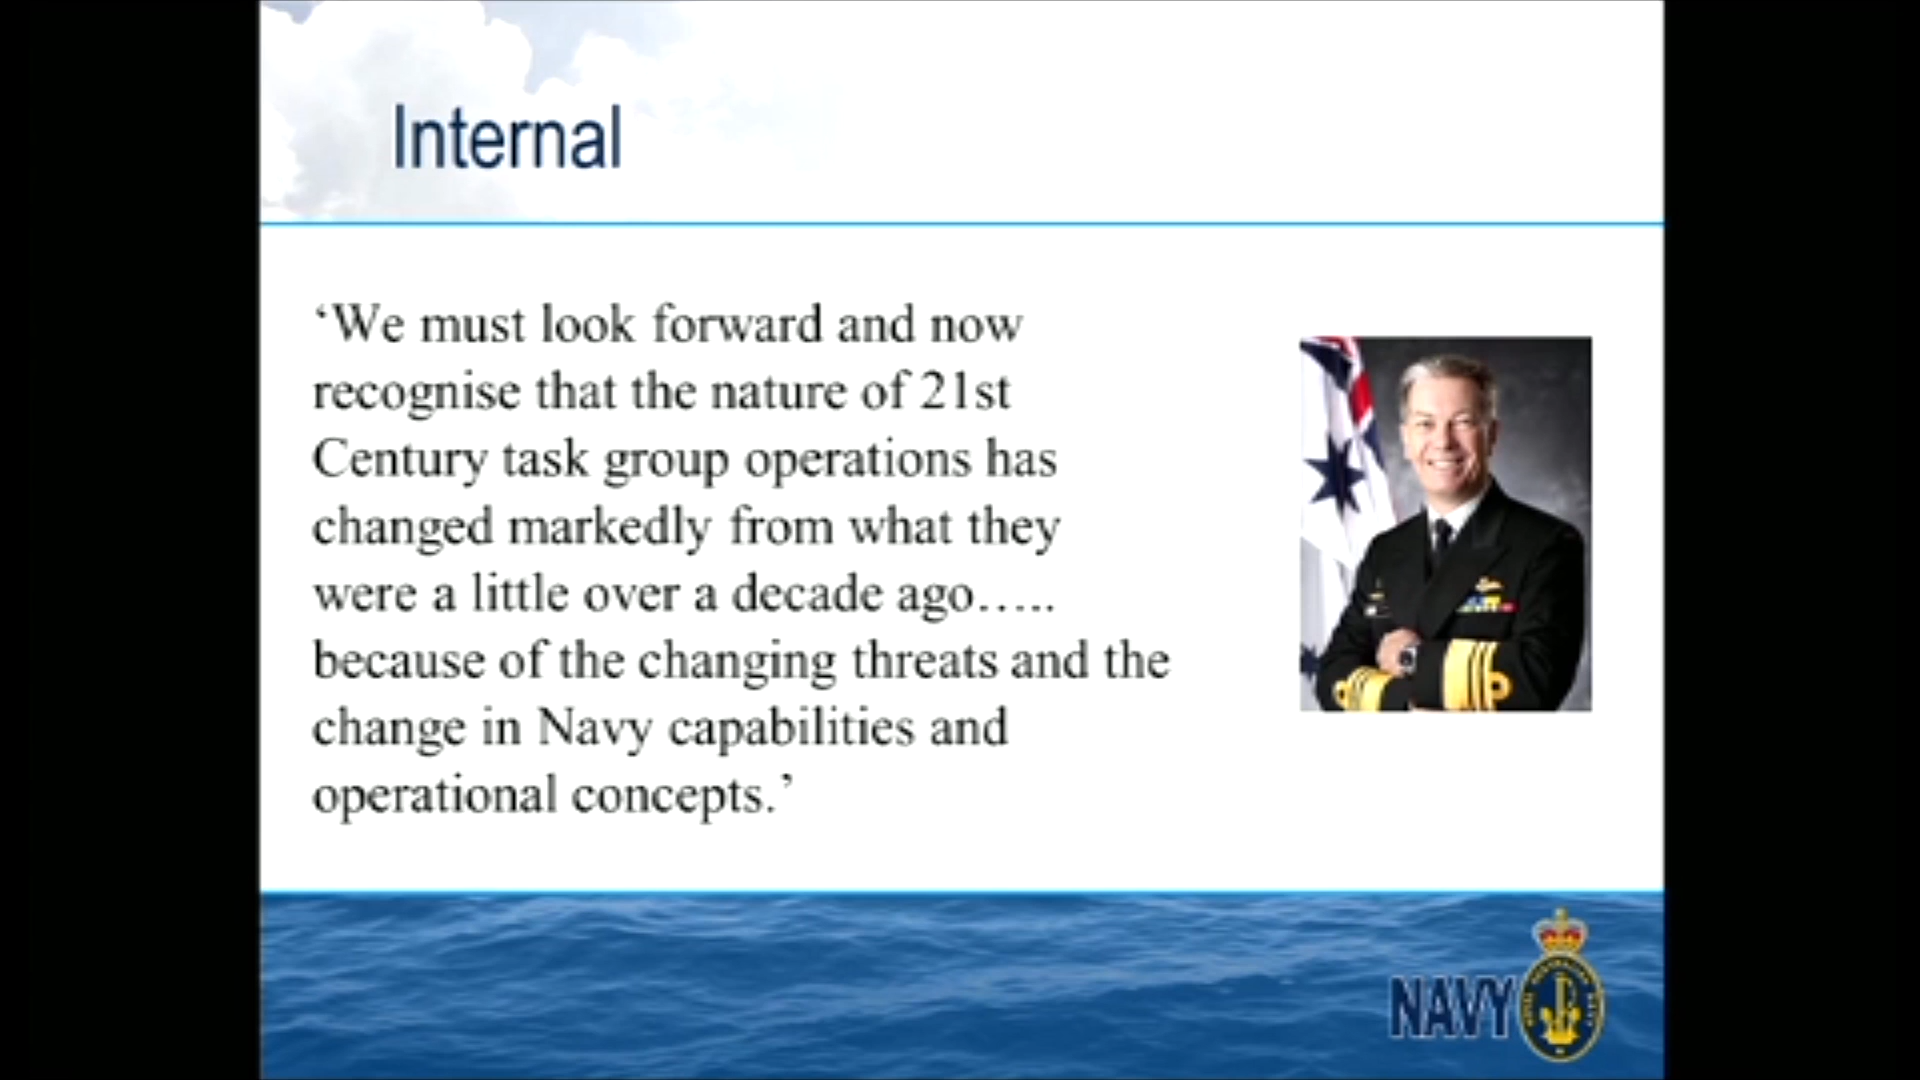 Internal
‘We must look forward and now
recognise that the nature of 21st
Century task group operations has
changed markedly from what they
were a little over a decade ago…..
because of the changing threats and the
change in Navy capabilities and
operational concepts.’
NAVY